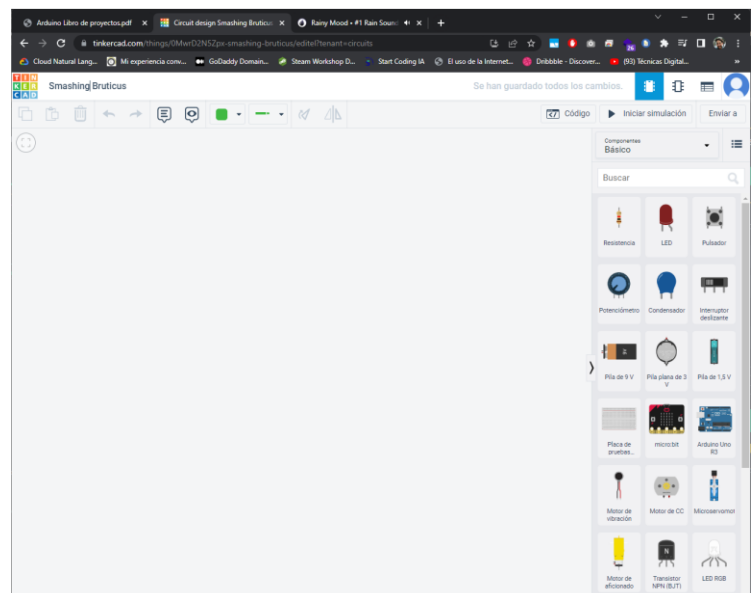 Arduino Libro de proyectos.pdf
Circuit design Smashing Bruticus
Rainy Mood • #1 Rain Sound
tinkercad.com/things/0MwrD2N5Zpx-smashing-bruticus/editel?tenant=circuits
Cloud Natural Lang...
Mi experiencia conv...
GoDaddy Domain...
Steam Workshop D...
Start Coding IA
El uso de la Internet...
Dribbble - Discover...
(93) Técnicas Digital...
»
TIN
KER
CAD
Smashing Bruticus
Se han guardado todos los cambios.
Código
Iniciar simulación
Enviar a
Componentes
Básico
Buscar
Resistencia
LED
Pulsador
Potenciómetro
Condensador
Interruptor
deslizante
Pila de 9 V
Pila plana de 3
V
Pila de 1,5 V
Placa de
pruebas...
micro:bit
Arduino Uno
R3
Motor de
vibración
Motor de CC
Microservomot
Motor de
aficionado
Transistor
NPN (BJT)
LED RGB